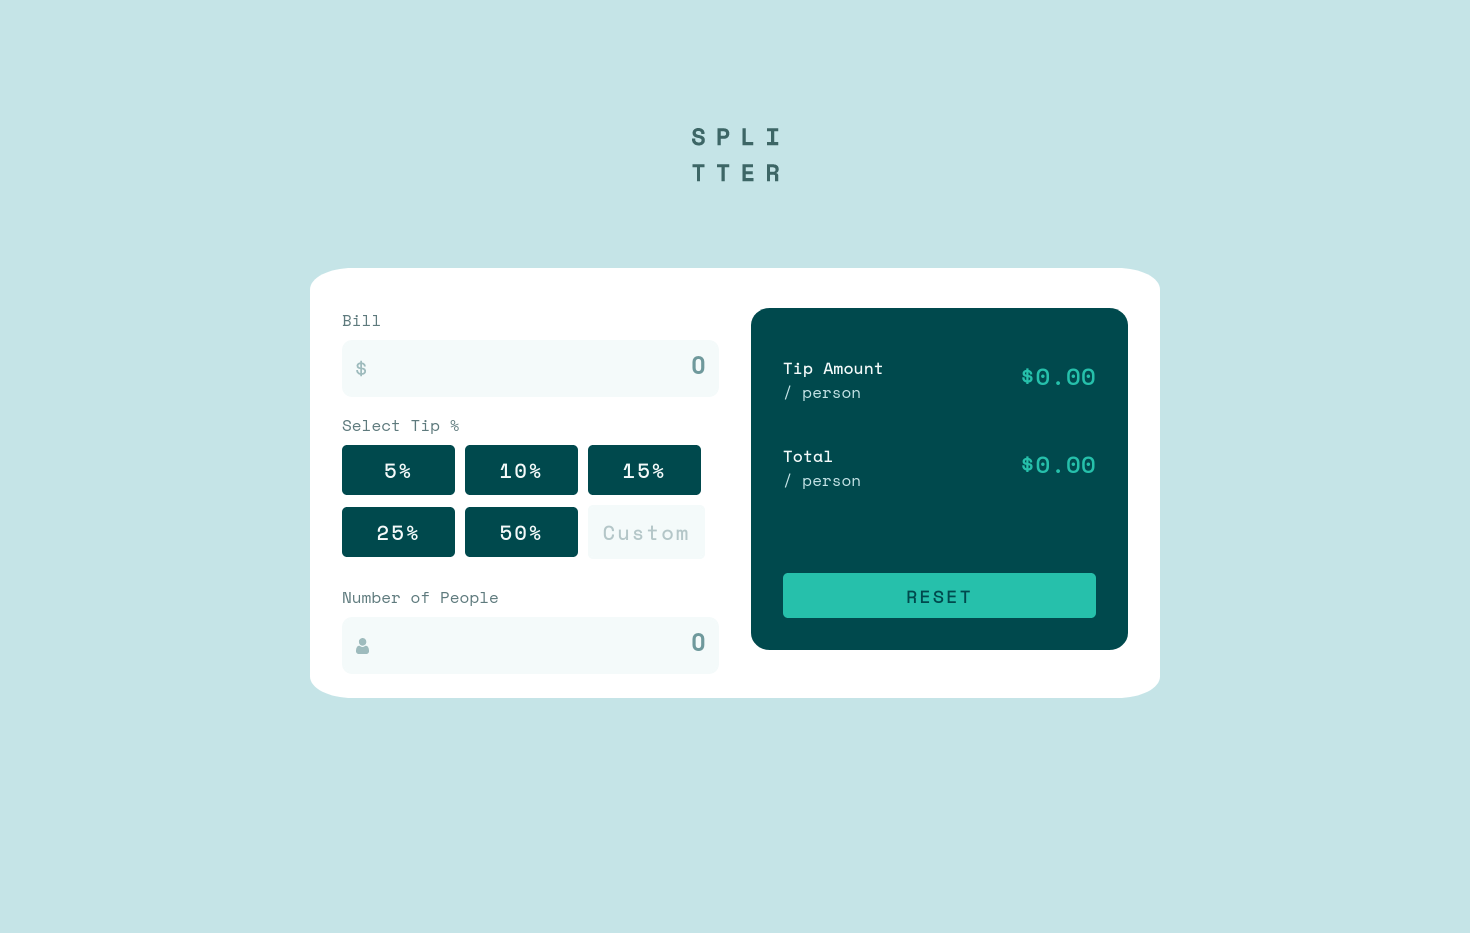 SPLI
TTER
Bill
$ 0
Select Tip %
5% 10% 15%
25% 50% Custom
Number of People
0
Tip Amount
/ person
$0.00
Total
/ person
$0.00
RESET